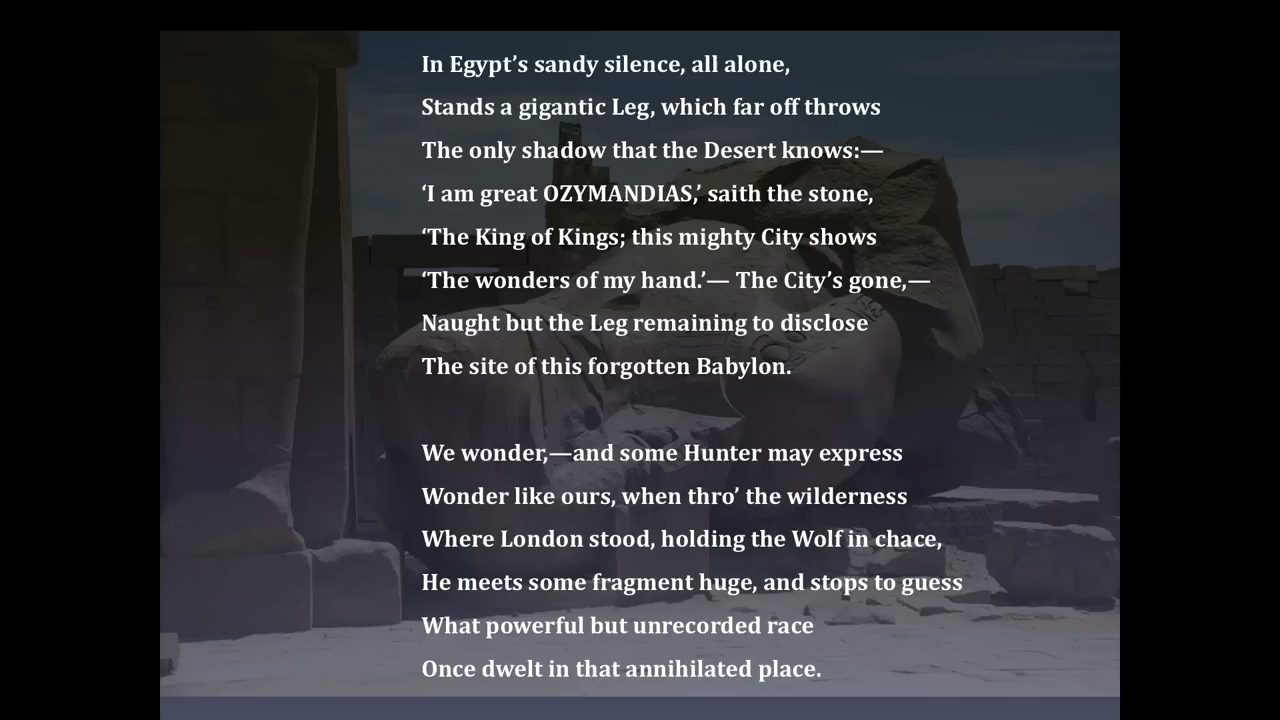 In Egypt’s sandy silence, all alone,
Stands a gigantic Leg, which far off throws
The only shadow that the Desert knows:—
‘I am great OZYMANDIAS,’ saith the stone,
‘The King of Kings; this mighty City shows
‘The wonders of my hand.’— The City’s gone,—
Naught but the Leg remaining to disclose
The site of this forgotten Babylon.
We wonder,—and some Hunter may express
Wonder like ours, when thro’ the wilderness
Where London stood, holding the Wolf in chace,
He meets some fragment huge, and stops to guess
What powerful but unrecorded race
Once dwelt in that annihilated place.